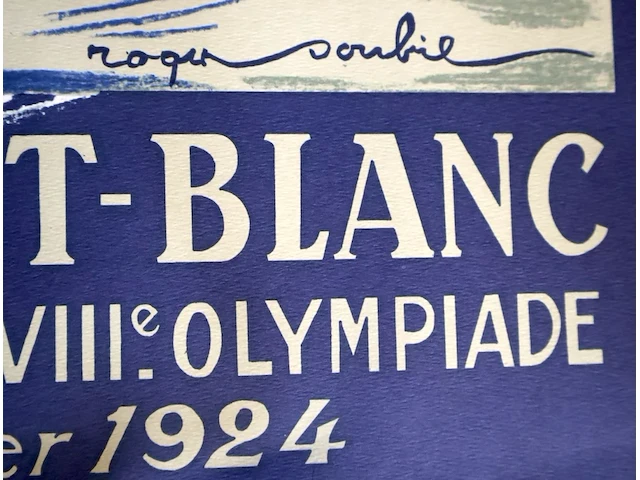 roger soubie
T-BLANC
VIIIe. OLYMPIADE
er 1924